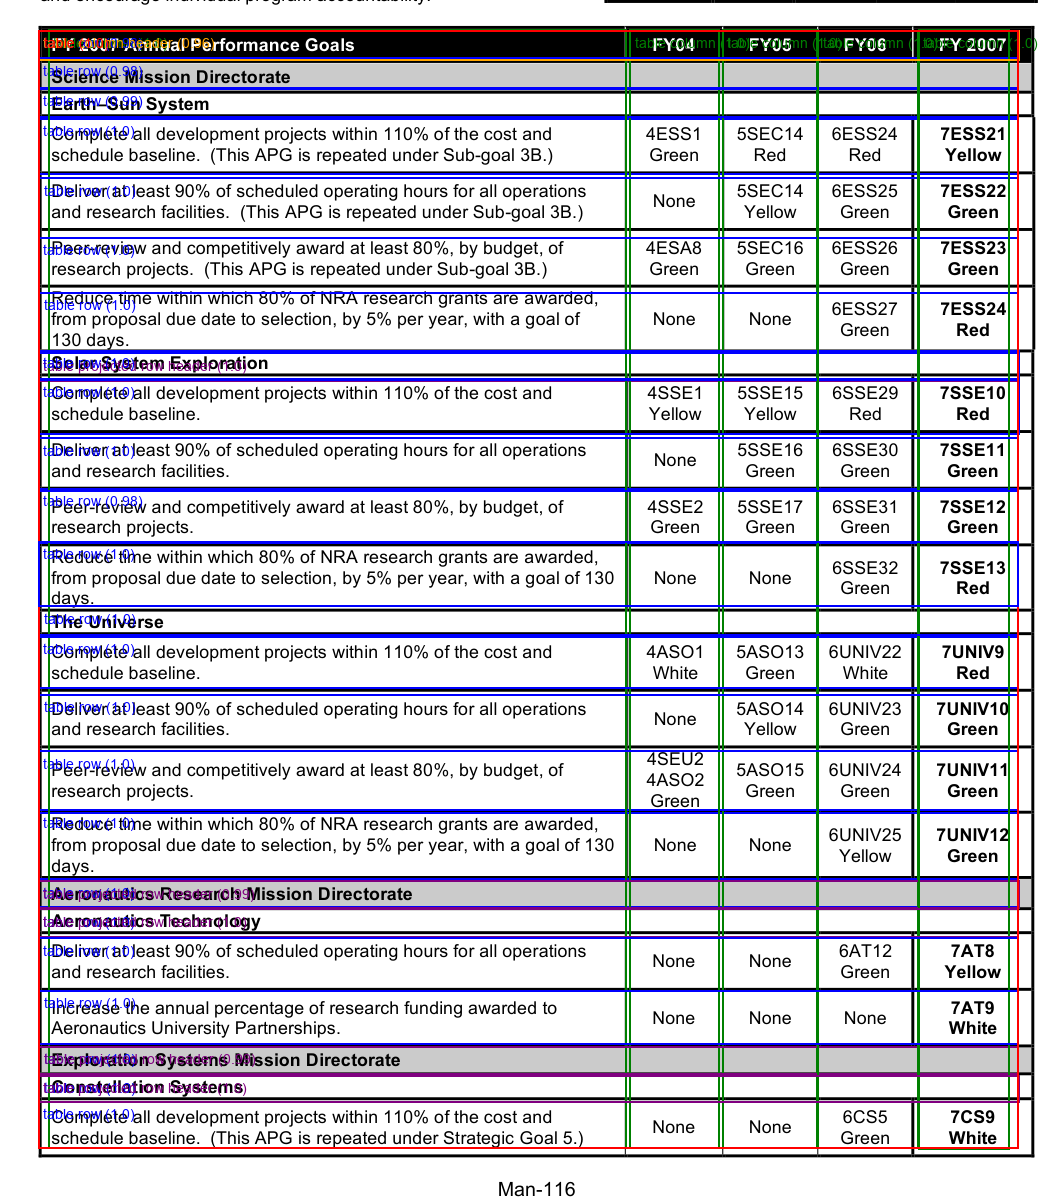 and encourage individual program accountability.
FY 2007 Annual Performance Goals FY04 FY05 FY06 FY 2007
Science Mission Directorate
Earth–Sun System
Complete all development projects within 110% of the cost and schedule baseline. (This APG is repeated under Sub-goal 3B.) 4ESS1 Green 5SEC14 Red 6ESS24 Red 7ESS21 Yellow
Deliver at least 90% of scheduled operating hours for all operations and research facilities. (This APG is repeated under Sub-goal 3B.) None 5SEC14 Yellow 6ESS25 Green 7ESS22 Green
Peer-review and competitively award at least 80%, by budget, of research projects. (This APG is repeated under Sub-goal 3B.) 4ESA8 Green 5SEC16 Green 6ESS26 Green 7ESS23 Green
Reduce time within which 80% of NRA research grants are awarded, from proposal due date to selection, by 5% per year, with a goal of 130 days. None None 6ESS27 Green 7ESS24 Red
Solar System Exploration
Complete all development projects within 110% of the cost and schedule baseline. 4SSE1 Yellow 5SSE15 Yellow 6SSE29 Red 7SSE10 Red
Deliver at least 90% of scheduled operating hours for all operations and research facilities. None 5SSE16 Green 6SSE30 Green 7SSE11 Green
Peer-review and competitively award at least 80%, by budget, of research projects. 4SSE2 Green 5SSE17 Green 6SSE31 Green 7SSE12 Green
Reduce time within which 80% of NRA research grants are awarded, from proposal due date to selection, by 5% per year, with a goal of 130 days. None None 6SSE32 Green 7SSE13 Red
The Universe
Complete all development projects within 110% of the cost and schedule baseline. 4ASO1 White 5ASO13 Green 6UNIV22 White 7UNIV9 Red
Deliver at least 90% of scheduled operating hours for all operations and research facilities. None 5ASO14 Yellow 6UNIV23 Green 7UNIV10 Green
Peer-review and competitively award at least 80%, by budget, of research projects. 4SEU2 4ASO2 Green 5ASO15 Green 6UNIV24 Green 7UNIV11 Green
Reduce time within which 80% of NRA research grants are awarded, from proposal due date to selection, by 5% per year, with a goal of 130 days. None None 6UNIV25 Yellow 7UNIV12 Green
Aeronautics Research Mission Directorate
Aeronautics Technology
Deliver at least 90% of scheduled operating hours for all operations and research facilities. None None 6AT12 Green 7AT8 Yellow
Increase the annual percentage of research funding awarded to Aeronautics University Partnerships. None None None 7AT9 White
Exploration Systems Mission Directorate
Constellation Systems
Complete all development projects within 110% of the cost and schedule baseline. (This APG is repeated under Strategic Goal 5.) None None 6CS5 Green 7CS9 White
Man-116